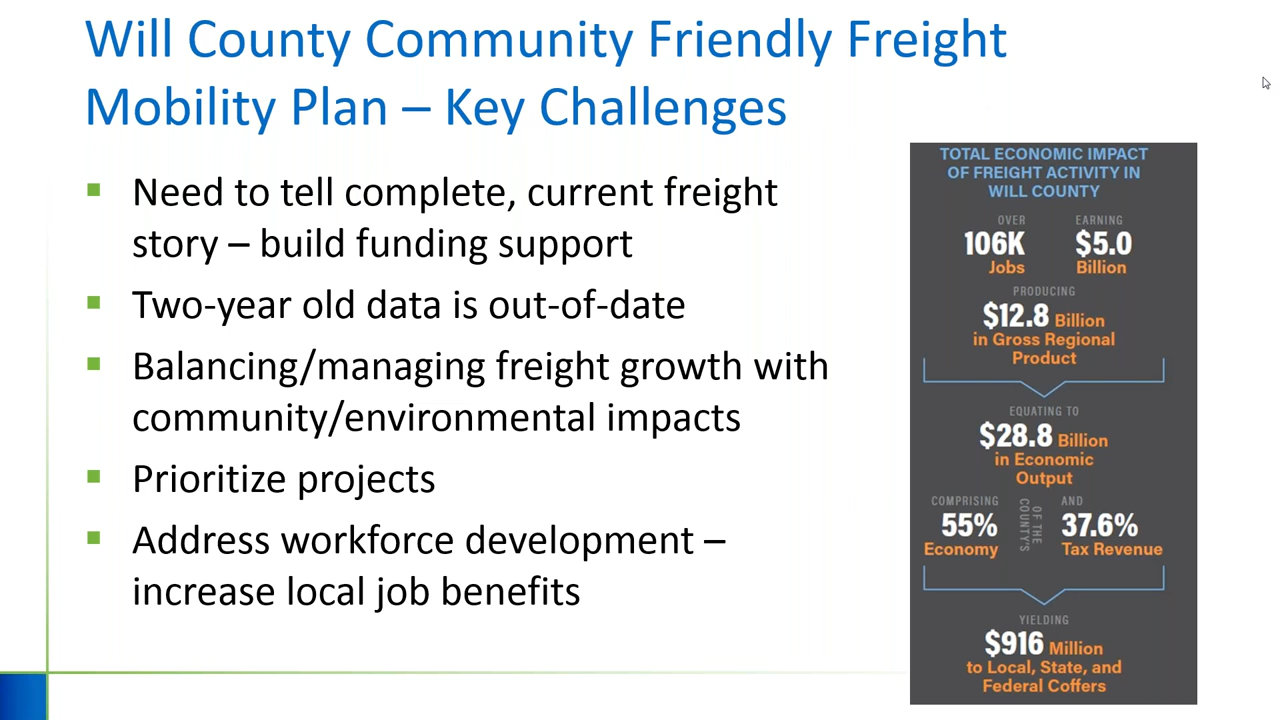 Will County Community Friendly Freight
Mobility Plan – Key Challenges
Need to tell complete, current freight
story – build funding support
Two-year old data is out-of-date
Balancing/managing freight growth with
community/environmental impacts
Prioritize projects
Address workforce development –
increase local job benefits
TOTAL ECONOMIC IMPACT
OF FREIGHT ACTIVITY IN
WILL COUNTY
OVER
106K
Jobs
EARNING
$5.0
Billion
PRODUCING
$12.8 Billion
in Gross Regional
Product
EQUATING TO
$28.8 Billion
in Economic
Output
COMPRISING
55%
Economy
OF THE
COUNTY'S
AND
37.6%
Tax Revenue
YIELDING
$916 Million
to Local, State, and
Federal Coffers